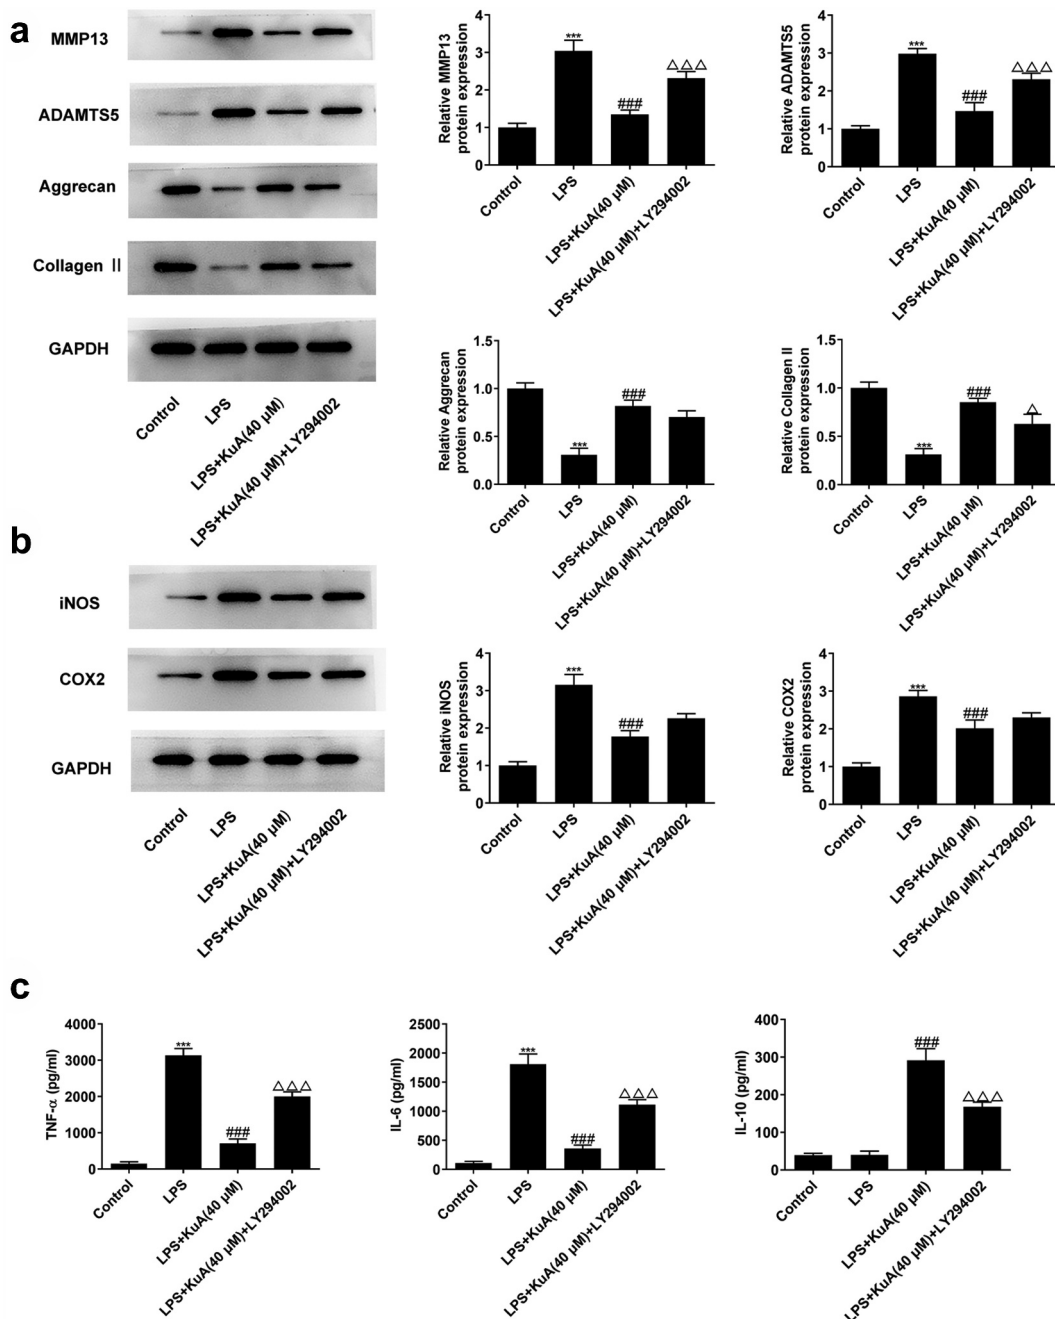 a
MMP13
ADAMTS5
Aggrecan
Collagen Ⅱ
GAPDH
Control
LPS
LPS+KuA(40 μM)
LPS+KuA(40 μM)+LY294002
Relative MMP13
protein expression
4
3
2
1
0
***
###
△△△
Control
LPS
LPS+KuA(40 μM)
LPS+KuA(40 μM)+LY294002
Relative ADAMTS5
protein expression
4
3
2
1
0
***
###
△△△
Control
LPS
LPS+KuA(40 μM)
LPS+KuA(40 μM)+LY294002
Relative Aggrecan
protein expression
1.5
1.0
0.5
0.0
***
###
Control
LPS
LPS+KuA(40 μM)
LPS+KuA(40 μM)+LY294002
Relative Collagen II
protein expression
1.5
1.0
0.5
0.0
***
###
△
Control
LPS
LPS+KuA(40 μM)
LPS+KuA(40 μM)+LY294002
b
iNOS
COX2
GAPDH
Control
LPS
LPS+KuA(40 μM)
LPS+KuA(40 μM)+LY294002
Relative iNOS
protein expression
4
3
2
1
0
***
###
Control
LPS
LPS+KuA(40 μM)
LPS+KuA(40 μM)+LY294002
Relative COX2
protein expression
4
3
2
1
0
***
###
Control
LPS
LPS+KuA(40 μM)
LPS+KuA(40 μM)+LY294002
c
TNF-α (pg/ml)
4000
3000
2000
1000
0
***
###
△△△
Control
LPS
LPS+KuA(40 μM)
LPS+KuA(40 μM)+LY294002
IL-6 (pg/ml)
2500
2000
1500
1000
500
0
***
###
△△△
Control
LPS
LPS+KuA(40 μM)
LPS+KuA(40 μM)+LY294002
IL-10 (pg/ml)
400
300
200
100
0
###
△△△
Control
LPS
LPS+KuA(40 μM)
LPS+KuA(40 μM)+LY294002